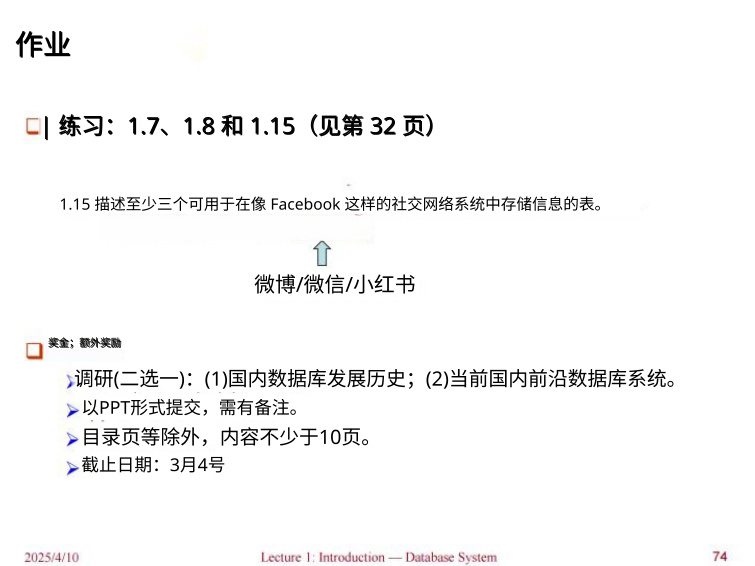 作业
练习：1.7、1.8 和 1.15（见第 32 页）
1.15 描述至少三个可用于在像 Facebook 这样的社交网络系统中存储信息的表。
微博/微信/小红书
奖金；额外奖励
调研(二选一)：(1)国内数据库发展历史；(2)当前国内前沿数据库系统。
以PPT形式提交，需有备注。
目录页等除外，内容不少于10页。
截止日期：3月4号
2025/4/10 Lecture 1: Introduction — Database System 74